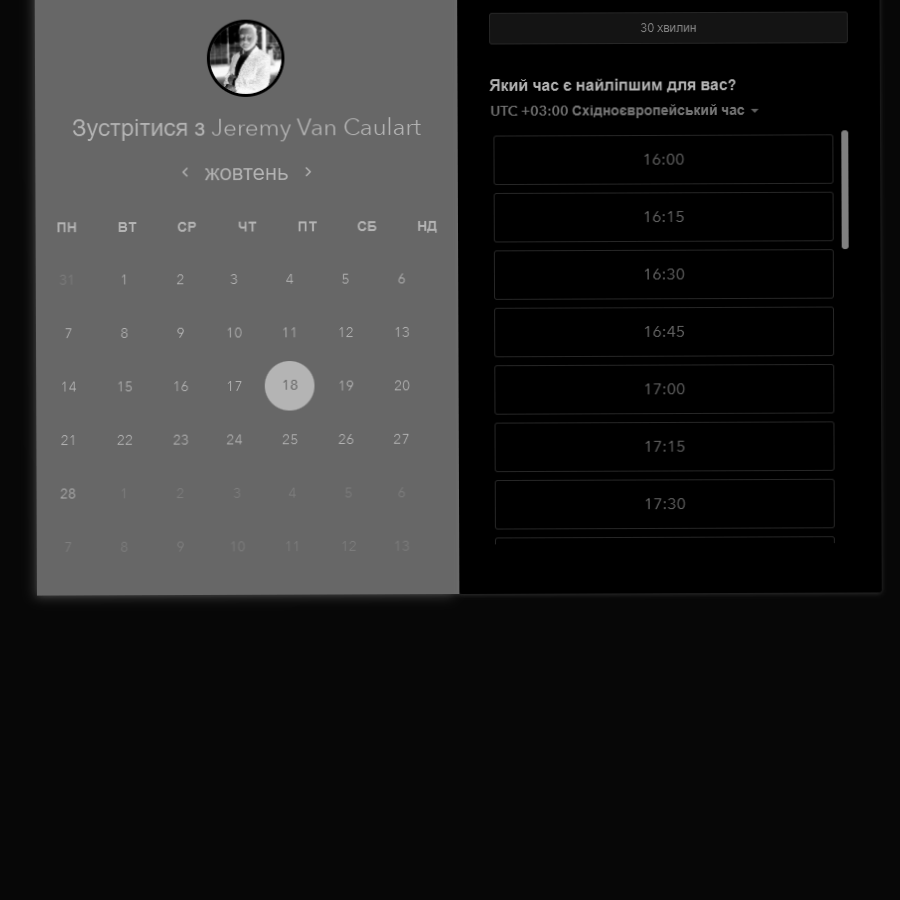 Зустрітися з Jeremy Van Caulart
жовтень
ПН ВТ СР ЧТ ПТ СБ НД
31 1 2 3 4 5 6
7 8 9 10 11 12 13
14 15 16 17 18 19 20
21 22 23 24 25 26 27
28 1 2 3 4 5 6
7 8 9 10 11 12 13
30 хвилин
Який час є найліпшим для вас?
UTC +03:00 Східноєвропейський час
16:00
16:15
16:30
16:45
17:00
17:15
17:30